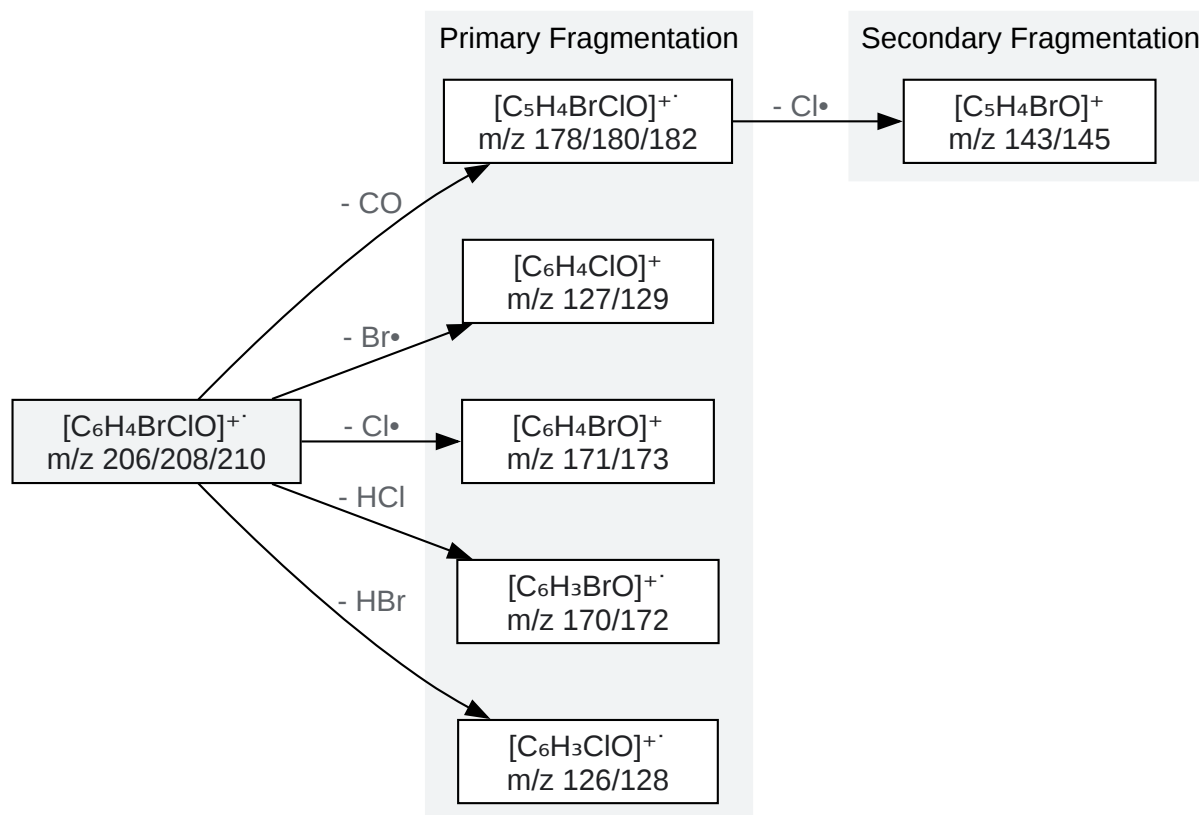 Primary Fragmentation
Secondary Fragmentation
[C₅H₄BrClO]⁺˙
m/z 178/180/182
- Cl•
[C₅H₄BrO]⁺
m/z 143/145
- CO
[C₆H₄ClO]⁺
m/z 127/129
- Br•
[C₆H₄BrClO]⁺˙
m/z 206/208/210
- Cl•
[C₆H₄BrO]⁺
m/z 171/173
- HCl
[C₆H₃BrO]⁺˙
m/z 170/172
- HBr
[C₆H₃ClO]⁺˙
m/z 126/128